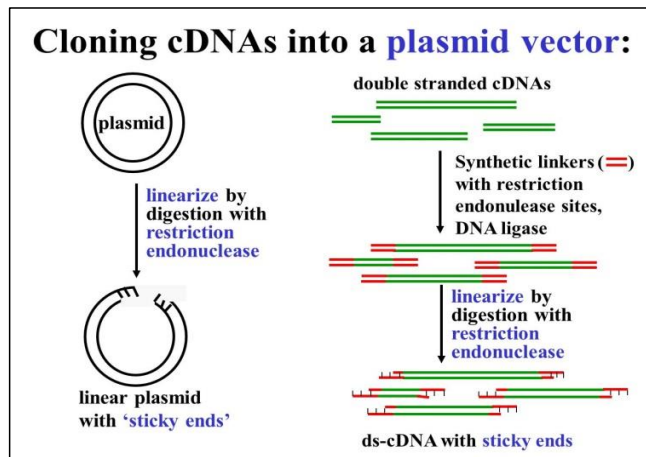 Cloning cDNAs into a plasmid vector:
plasmid
linearize by
digestion with
restriction
endonuclease
linear plasmid
with ‘sticky ends’
double stranded cDNAs
Synthetic linkers ( )
with restriction
endonulease sites,
DNA ligase
linearize by
digestion with
restriction
endonuclease
ds-cDNA with sticky ends